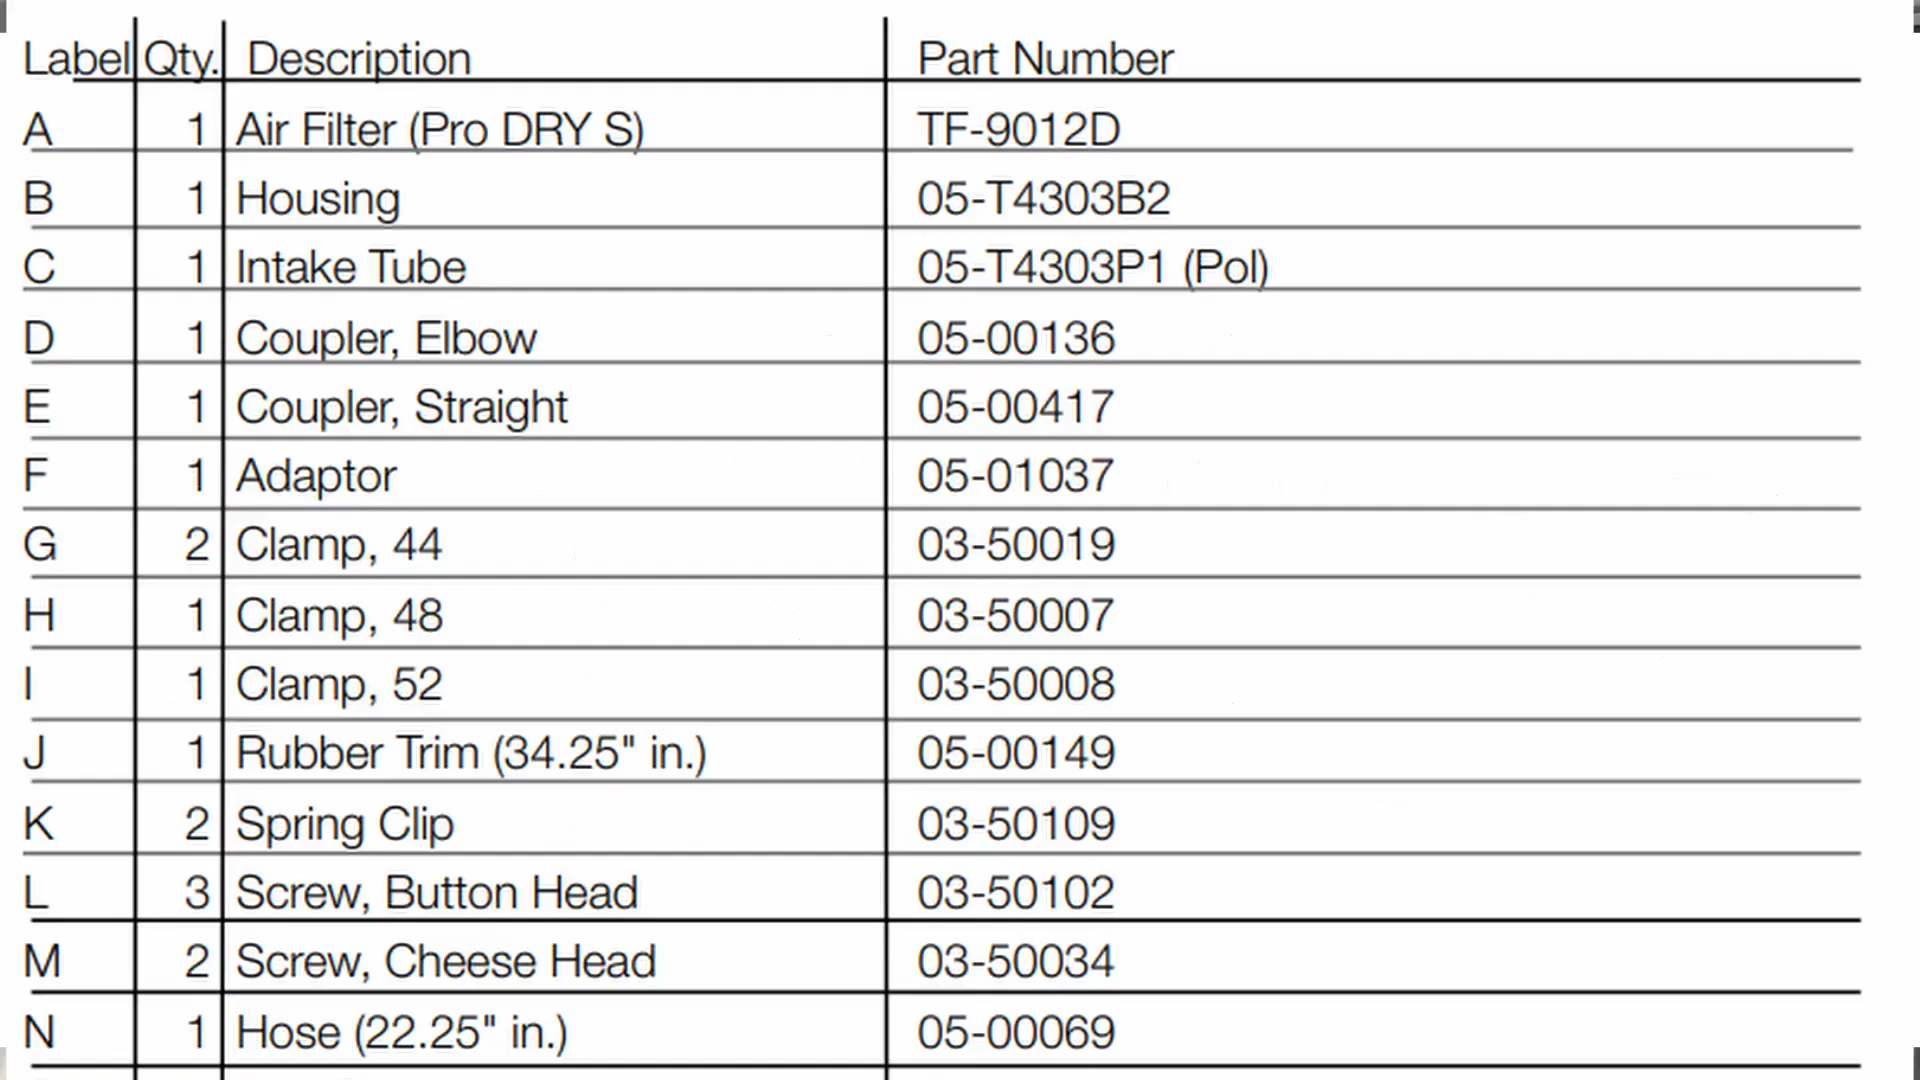 Label Qty. Description Part Number
A 1 Air Filter (Pro DRY S) TF-9012D
B 1 Housing 05-T4303B2
C 1 Intake Tube 05-T4303P1 (Pol)
D 1 Coupler, Elbow 05-00136
E 1 Coupler, Straight 05-00417
F 1 Adaptor 05-01037
G 2 Clamp, 44 03-50019
H 1 Clamp, 48 03-50007
I 1 Clamp, 52 03-50008
J 1 Rubber Trim (34.25" in.) 05-00149
K 2 Spring Clip 03-50109
L 3 Screw, Button Head 03-50102
M 2 Screw, Cheese Head 03-50034
N 1 Hose (22.25" in.) 05-00069